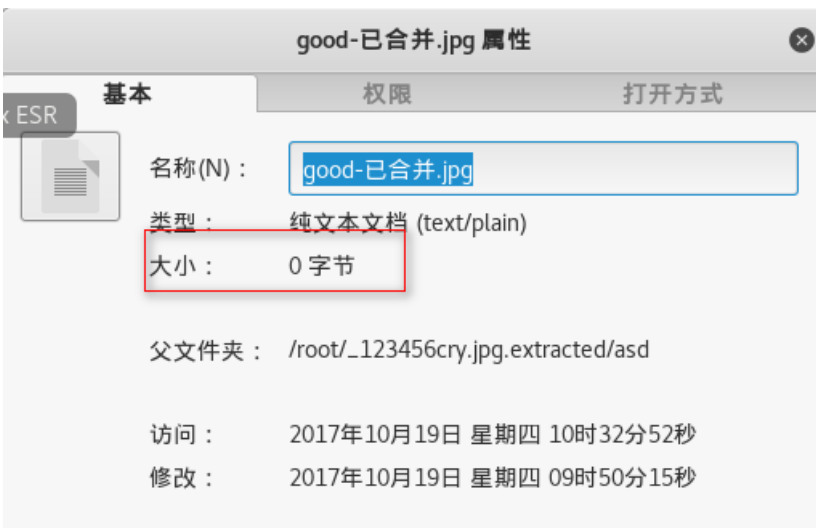 good-已合并.jpg 属性
基本 权限 打开方式
x ESR
名称(N)： good-已合并.jpg
类型： 纯文本文档 (text/plain)
大小： 0 字节
父文件夹： /root/_123456cry.jpg.extracted/asd
访问： 2017年10月19日 星期四 10时32分52秒
修改： 2017年10月19日 星期四 09时50分15秒